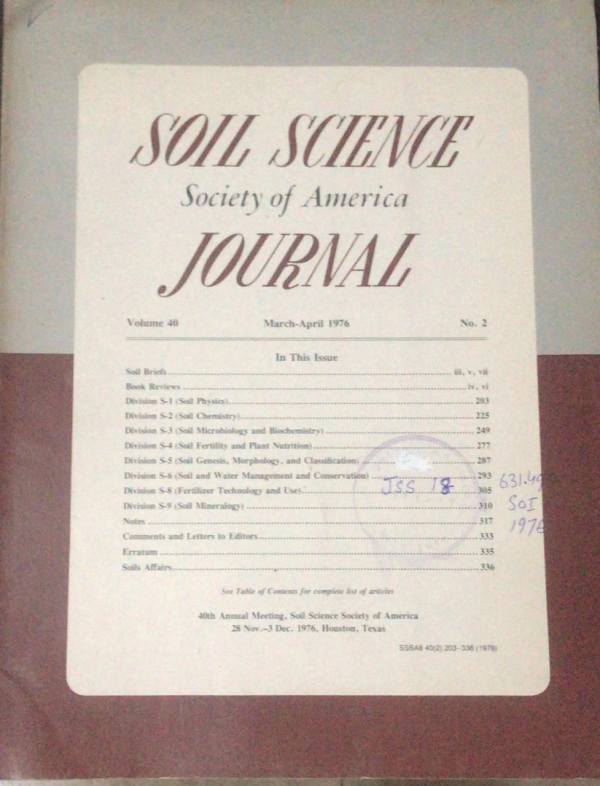 SOIL SCIENCE
Society of America
JOURNAL
Volume 40 March-April 1976 No. 2
In This Issue
Soil Briefs iii, v, vii
Book Reviews iv, vi
Division S-1 (Soil Physics) 203
Division S-2 (Soil Chemistry) 225
Division S-3 (Soil Microbiology and Biochemistry) 249
Division S-4 (Soil Fertility and Plant Nutrition) 277
Division S-5 (Soil Genesis, Morphology, and Classification) 287
Division S-6 (Soil and Water Management and Conservation) 293
Division S-8 (Fertilizer Technology and Use) 305
Division S-9 (Soil Mineralogy) 310
Notes 317
Comments and Letters to Editors 333
Erratum 335
Soils Affairs 336
JSS 18
SOI
1976
See Table of Contents for complete list of articles
40th Annual Meeting, Soil Science Society of America
28 Nov.-3 Dec. 1976, Houston, Texas
40(2) 203-336 (1976)